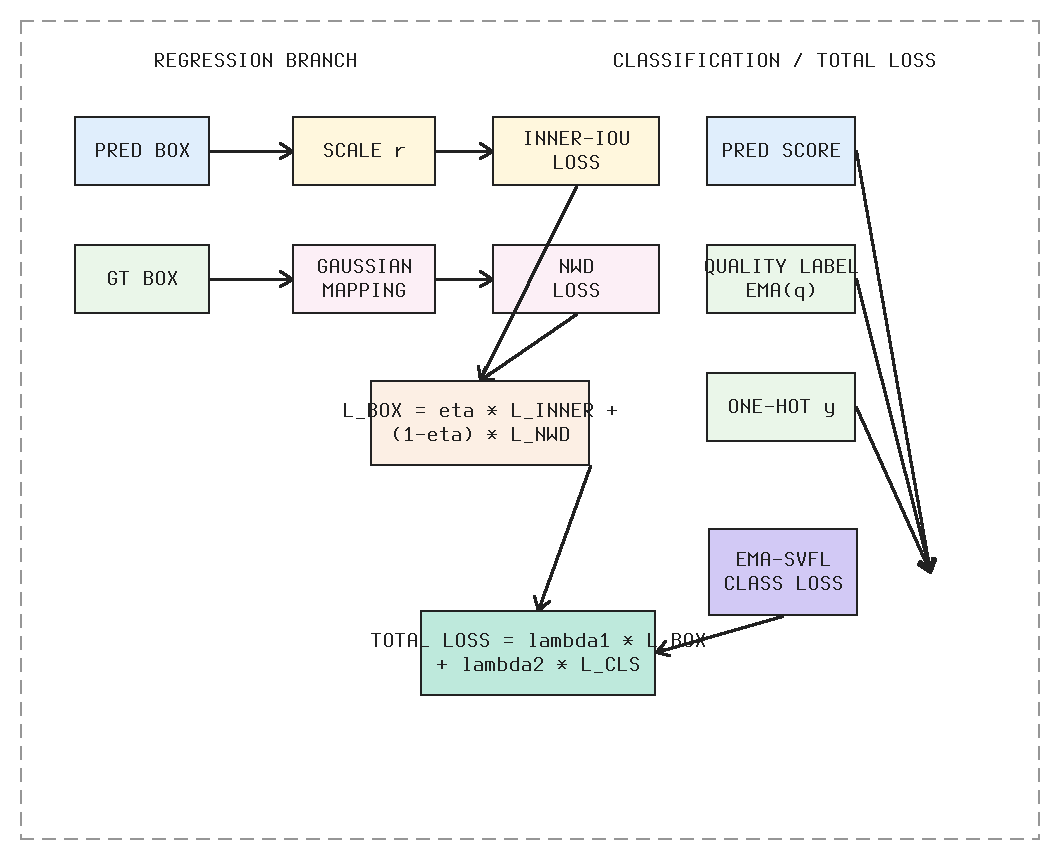 REGRESSION BRANCH
CLASSIFICATION / TOTAL LOSS
PRED BOX
SCALE r
INNER-IOU
LOSS
PRED SCORE
GT BOX
GAUSSIAN
MAPPING
NWD
LOSS
QUALITY LABEL
EMA(q)
L_BOX = eta * L_INNER +
(1-eta) * L_NWD
ONE-HOT y
EMA-SVFL
CLASS LOSS
TOTAL LOSS = lambda1 * L_BOX
+ lambda2 * L_CLS